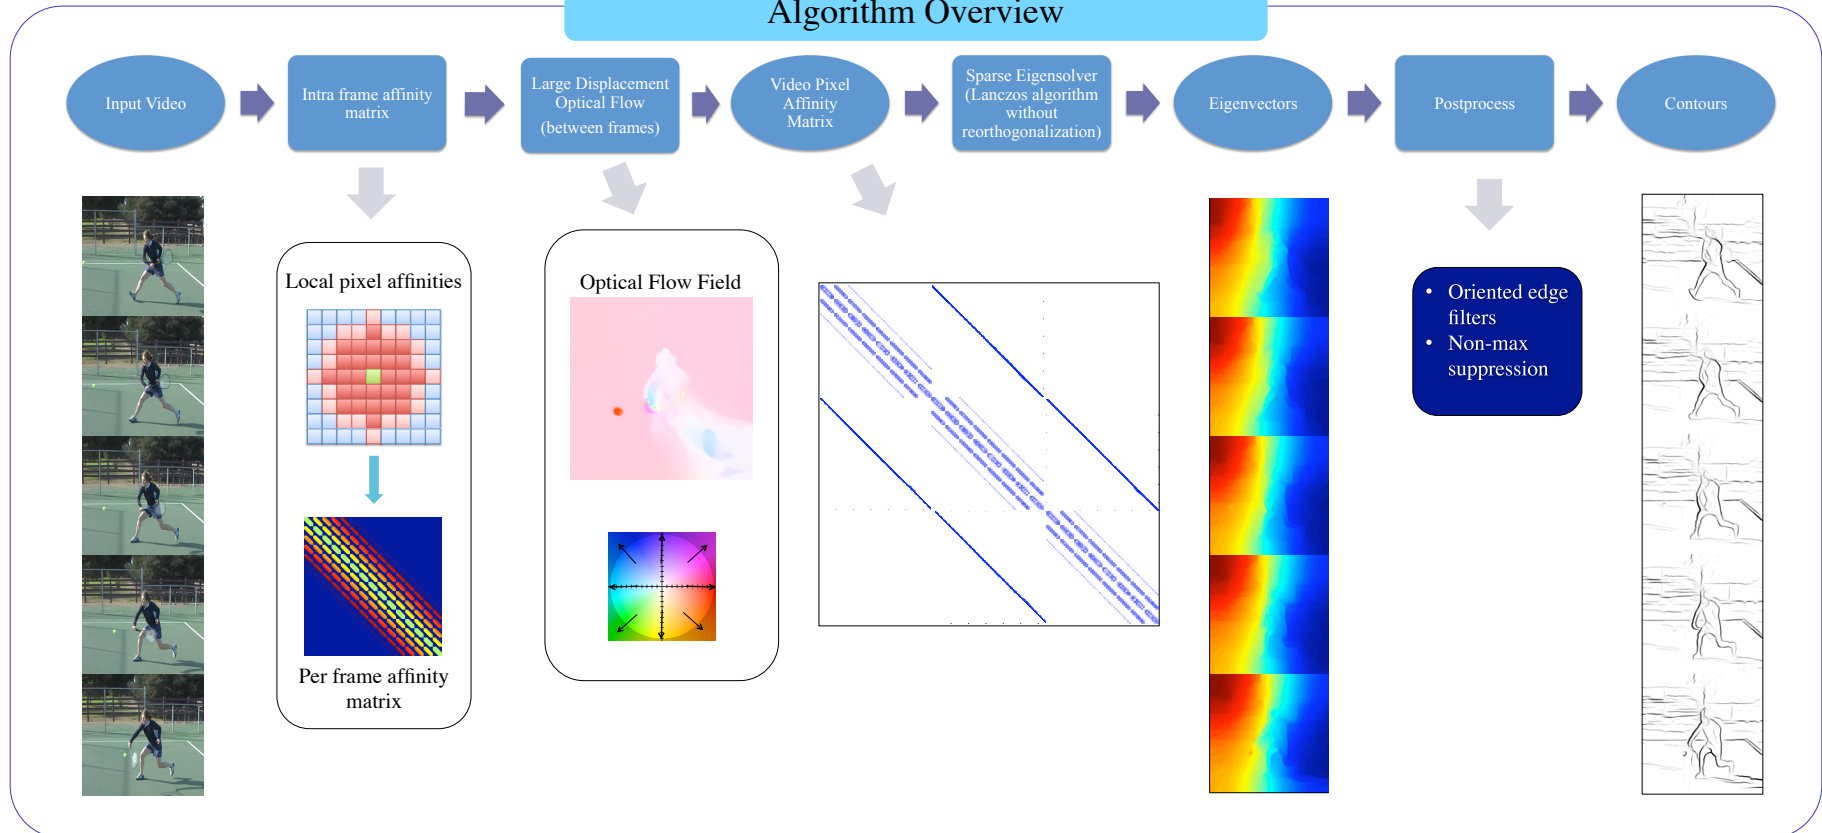 Algorithm Overview
Input Video
Intra frame affinity
matrix
Large Displacement
Optical Flow
(between frames)
Video Pixel
Affinity
Matrix
Sparse Eigensolver
(Lanczos algorithm
without
reorthogonalization)
Eigenvectors
Postprocess
Contours
Local pixel affinities
Per frame affinity
matrix
Optical Flow Field
• Oriented edge
filters
• Non-max
suppression